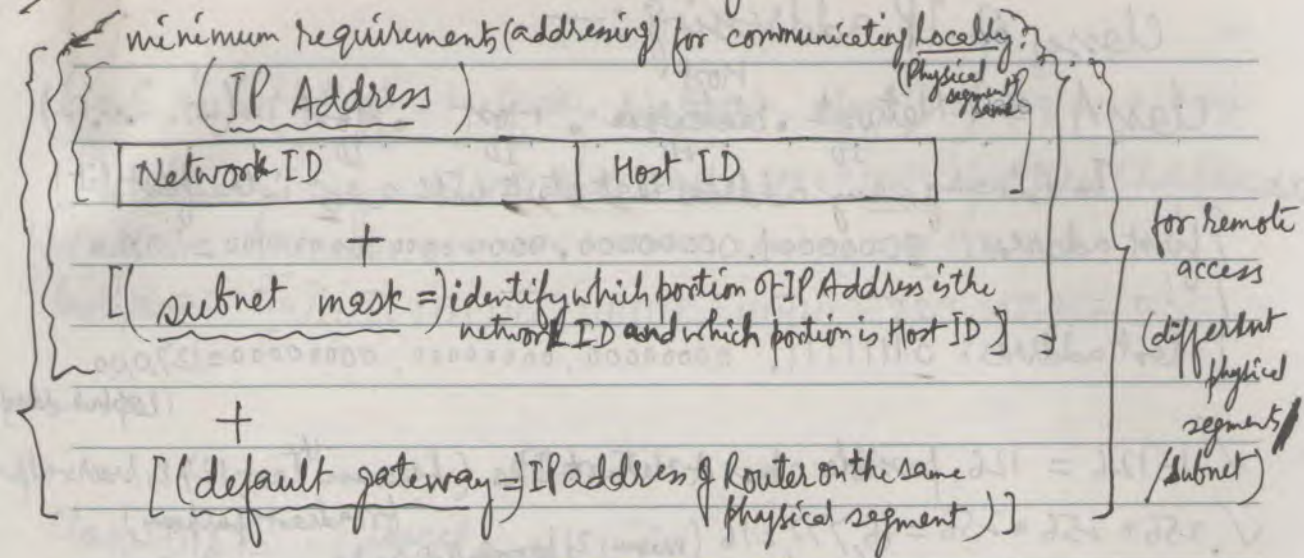 minimum requirements (addressing) for communicating Locally?
(Physical segment same)
(IP Address)
Network ID Host ID
+
[(subnet mask =) identify which portion of IP Address is the
network ID and which portion is Host ID]
+
[(default gateway = IP address of Router on the same
physical segment)]
for remote
access
(different
physical
segments/
/subnet)